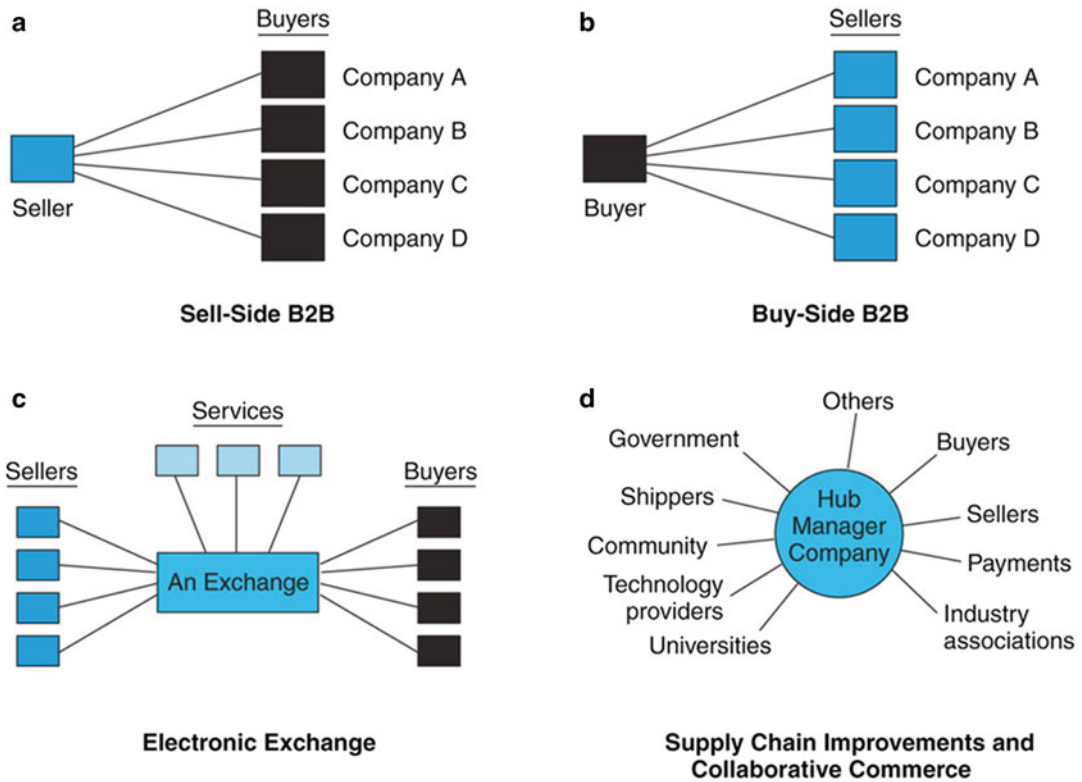 a
Buyers
Company A
Company B
Company C
Company D
Seller
Sell-Side B2B
b
Sellers
Company A
Company B
Company C
Company D
Buyer
Buy-Side B2B
c
Services
Sellers
Buyers
An Exchange
Electronic Exchange
d
Others
Government
Buyers
Shippers
Hub
Manager
Company
Sellers
Community
Payments
Technology
providers
Industry
associations
Universities
Supply Chain Improvements and
Collaborative Commerce